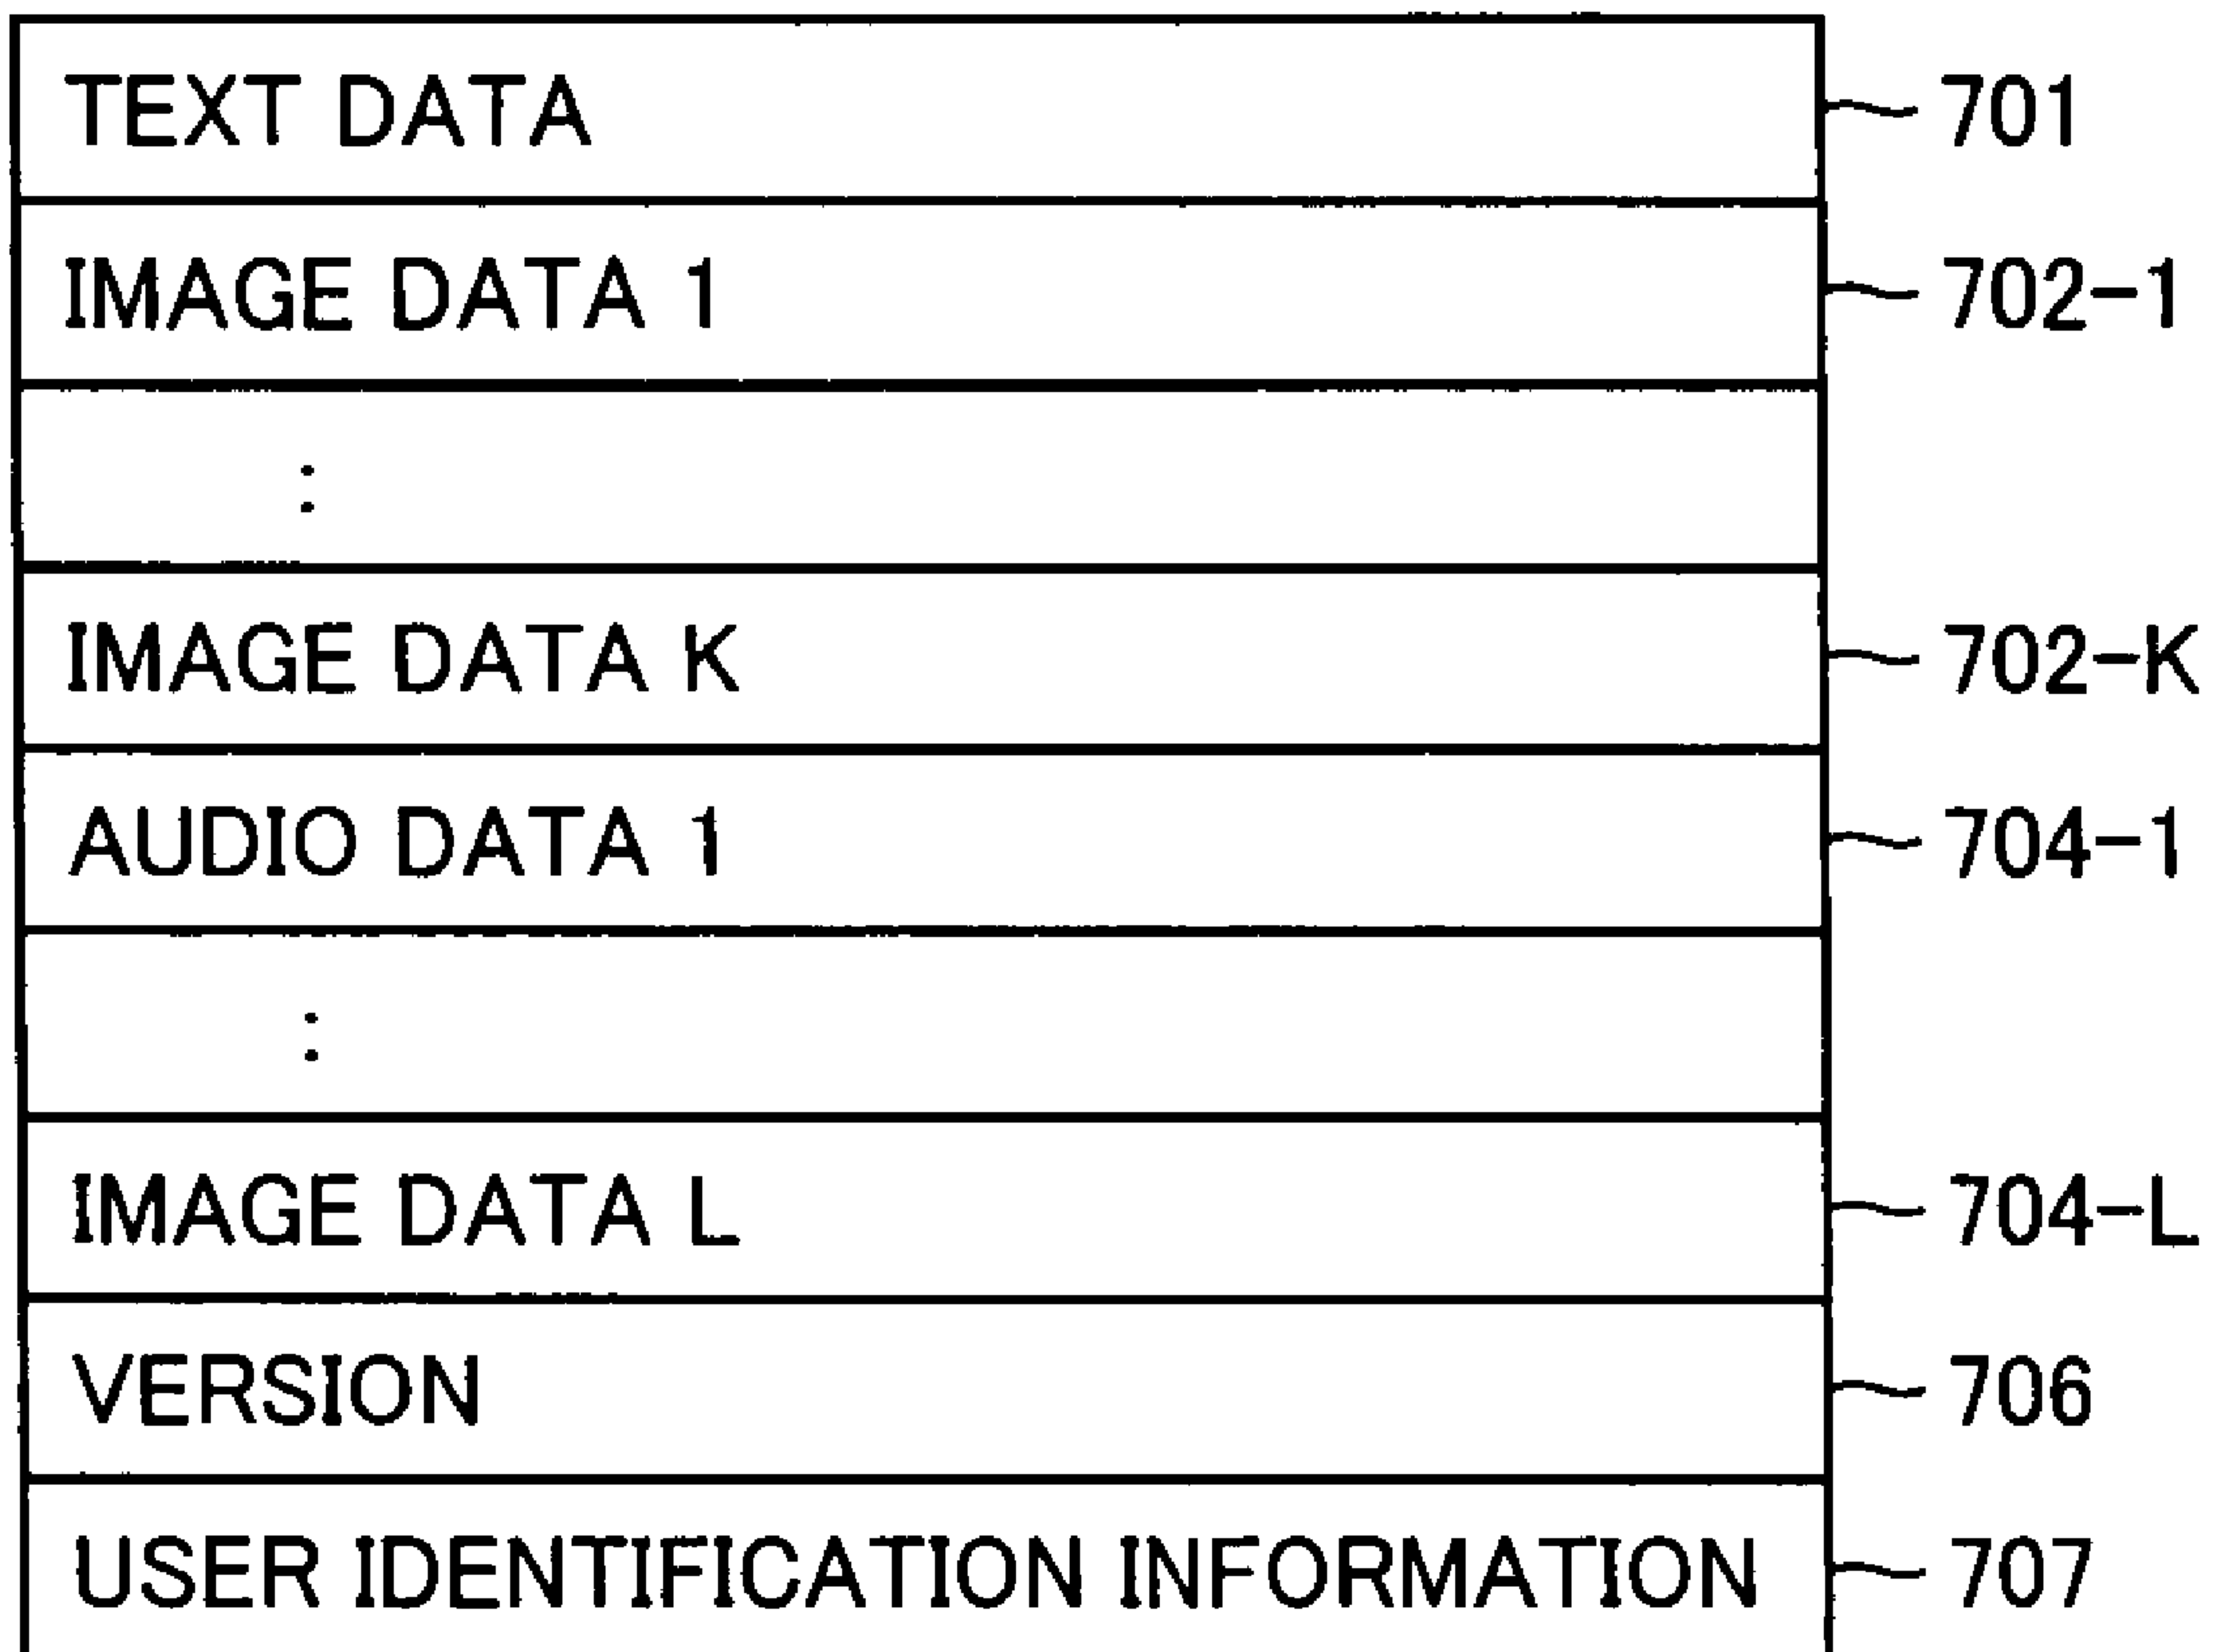 TEXT DATA 701
IMAGE DATA 1 702-1
:
IMAGE DATA K 702-K
AUDIO DATA 1 704-1
:
IMAGE DATA L 704-L
VERSION 706
USER IDENTIFICATION INFORMATION 707